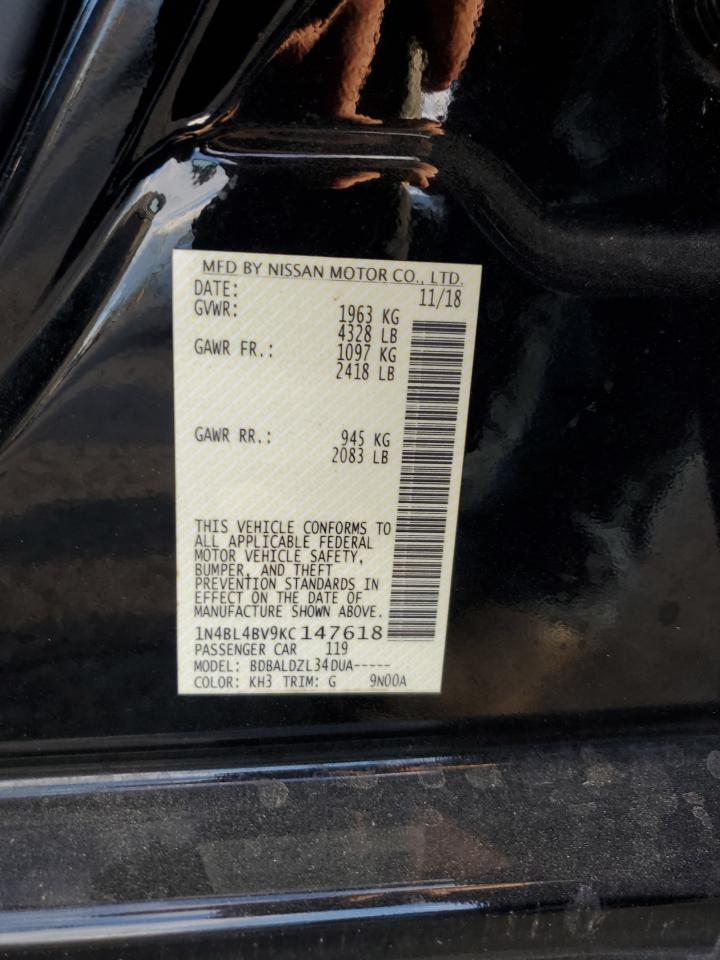 MFD BY NISSAN MOTOR CO., LTD.
DATE: 11/18
GVWR: 1963 KG
4328 LB
GAWR FR.: 1097 KG
2418 LB
GAWR RR.: 945 KG
2083 LB
THIS VEHICLE CONFORMS TO
ALL APPLICABLE FEDERAL
MOTOR VEHICLE SAFETY,
BUMPER, AND THEFT
PREVENTION STANDARDS IN
EFFECT ON THE DATE OF
MANUFACTURE SHOWN ABOVE.
1N4BL4BV9KC147618
PASSENGER CAR 119
MODEL: BDBALDZL34DUA-----
COLOR: KH3 TRIM: G 9N00A